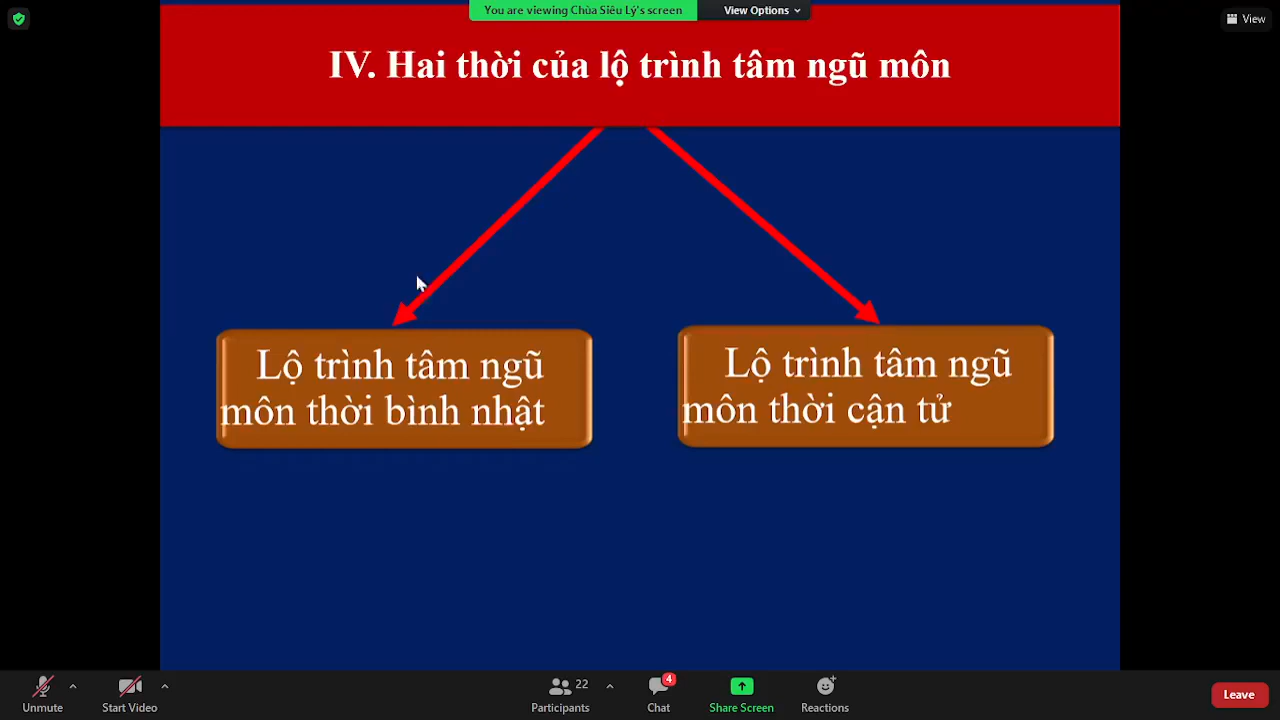 You are viewing Chùa Siêu Lý's screen
View Options
View
IV. Hai thời của lộ trình tâm ngũ môn
Lộ trình tâm ngũ
môn thời bình nhật
Lộ trình tâm ngũ
môn thời cận tử
Unmute
Start Video
22
Participants
4
Chat
Share Screen
Reactions
Leave